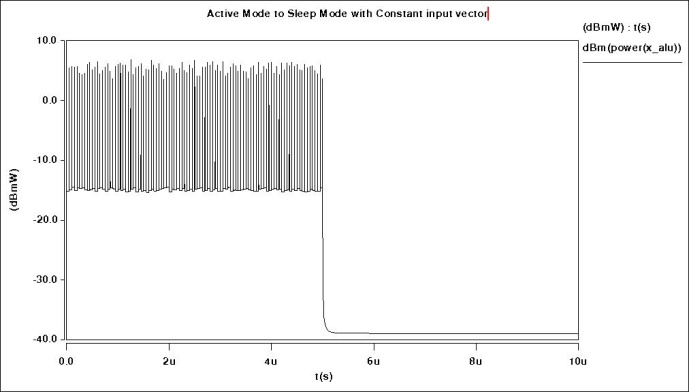 Active Mode to Sleep Mode with Constant input vector
(dBmW) : t(s)
dBm(power(x_alu))
10.0
0.0
-10.0
-20.0
-30.0
-40.0
(dBmW)
0.0 2u 4u 6u 8u 10u
t(s)